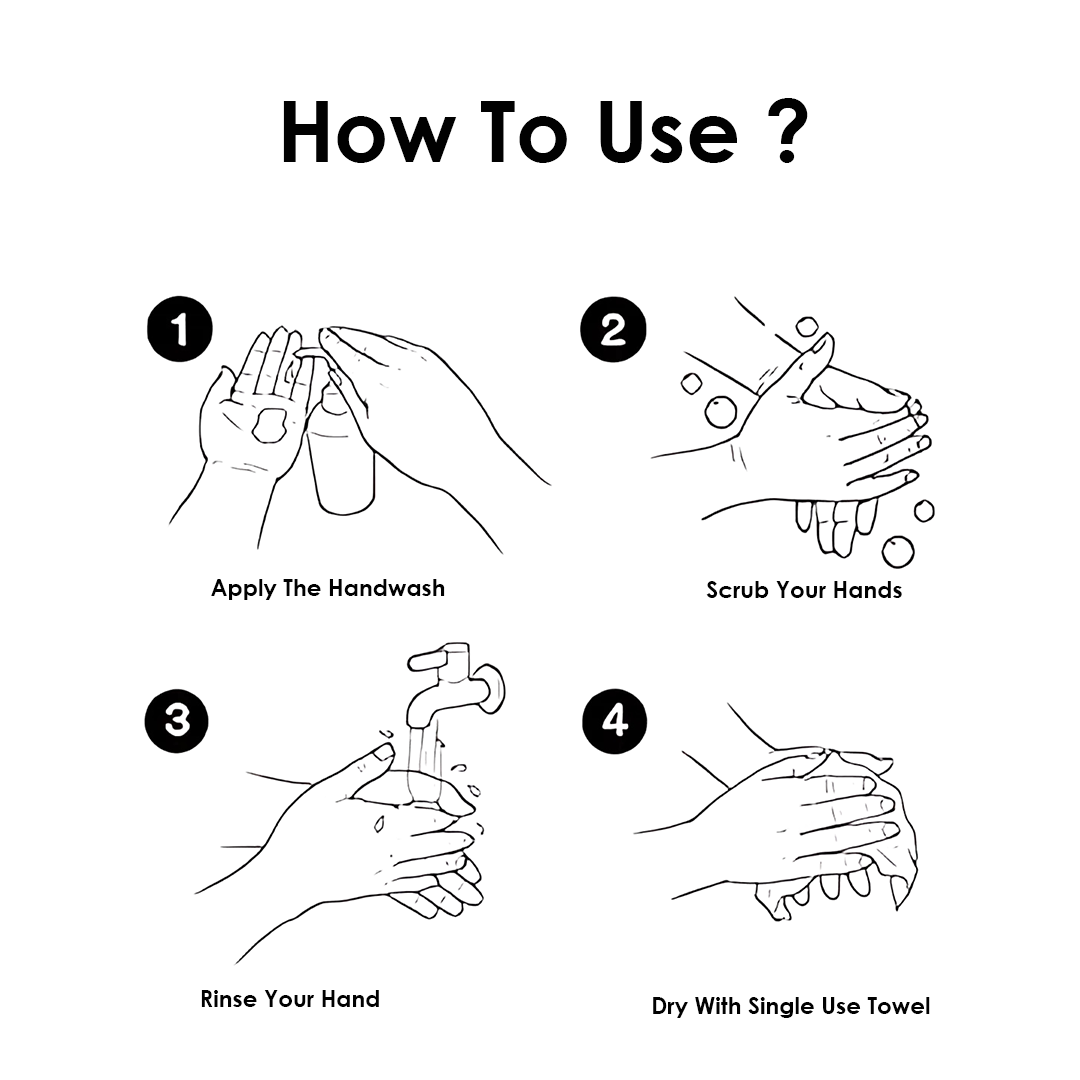 How To Use ?
1
Apply The Handwash
2
Scrub Your Hands
3
Rinse Your Hand
4
Dry With Single Use Towel